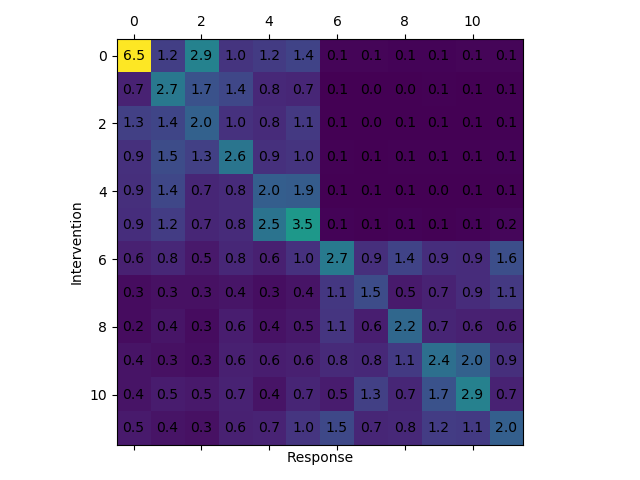 0 2 4 6 8 10
0 6.5 1.2 2.9 1.0 1.2 1.4 0.1 0.1 0.1 0.1 0.1 0.1
0.7 2.7 1.7 1.4 0.8 0.7 0.1 0.0 0.0 0.1 0.1 0.1
2 1.3 1.4 2.0 1.0 0.8 1.1 0.1 0.0 0.1 0.1 0.1 0.1
0.9 1.5 1.3 2.6 0.9 1.0 0.1 0.1 0.1 0.1 0.1 0.1
4 0.9 1.4 0.7 0.8 2.0 1.9 0.1 0.1 0.1 0.0 0.1 0.1
0.9 1.2 0.7 0.8 2.5 3.5 0.1 0.1 0.1 0.1 0.1 0.2
6 0.6 0.8 0.5 0.8 0.6 1.0 2.7 0.9 1.4 0.9 0.9 1.6
0.3 0.3 0.3 0.4 0.3 0.4 1.1 1.5 0.5 0.7 0.9 1.1
8 0.2 0.4 0.3 0.6 0.4 0.5 1.1 0.6 2.2 0.7 0.6 0.6
0.4 0.3 0.3 0.6 0.6 0.6 0.8 0.8 1.1 2.4 2.0 0.9
10 0.4 0.5 0.5 0.7 0.4 0.7 0.5 1.3 0.7 1.7 2.9 0.7
0.5 0.4 0.3 0.6 0.7 1.0 1.5 0.7 0.8 1.2 1.1 2.0
Intervention
Response